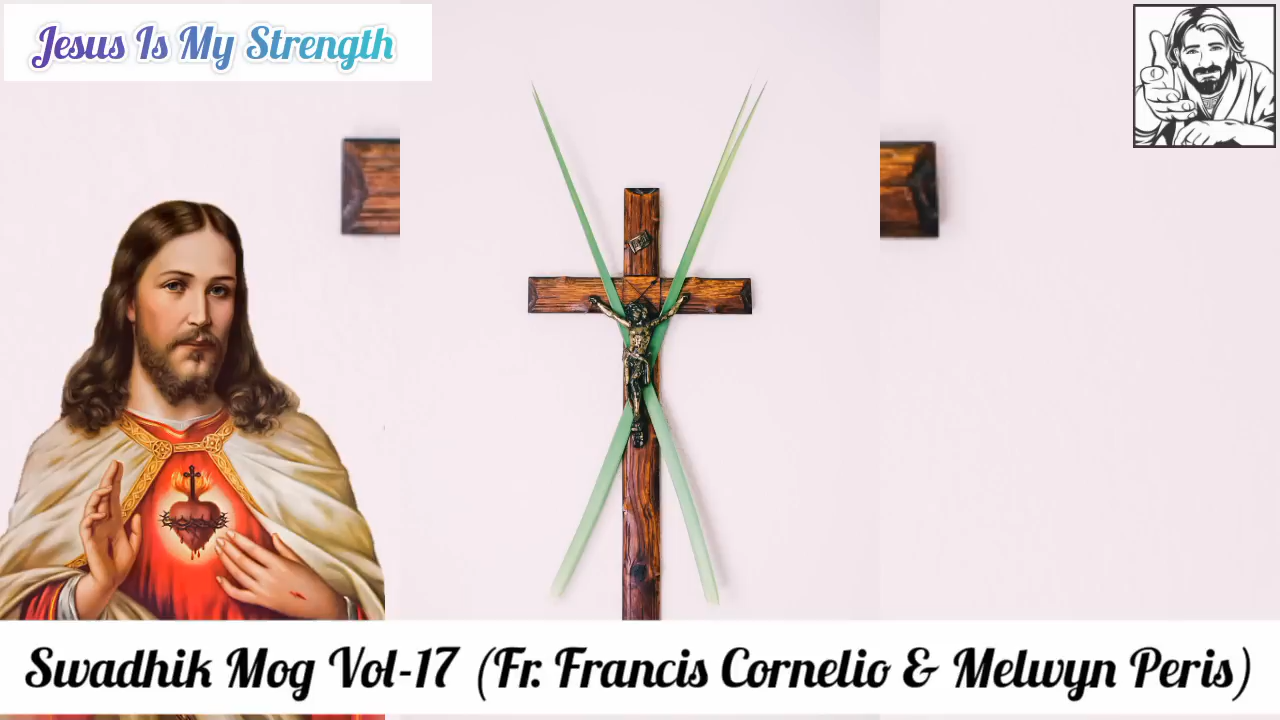 Jesus Is My Strength
Swadhik Mog Vol-17 (Fr. Francis Cornelio & Melwyn Peris)